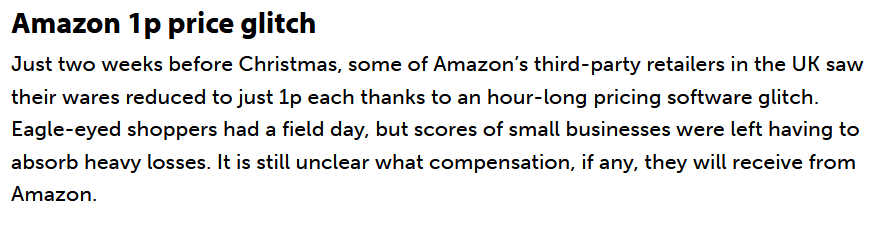 Amazon 1p price glitch
Just two weeks before Christmas, some of Amazon’s third-party retailers in the UK saw
their wares reduced to just 1p each thanks to an hour-long pricing software glitch.
Eagle-eyed shoppers had a field day, but scores of small businesses were left having to
absorb heavy losses. It is still unclear what compensation, if any, they will receive from
Amazon.